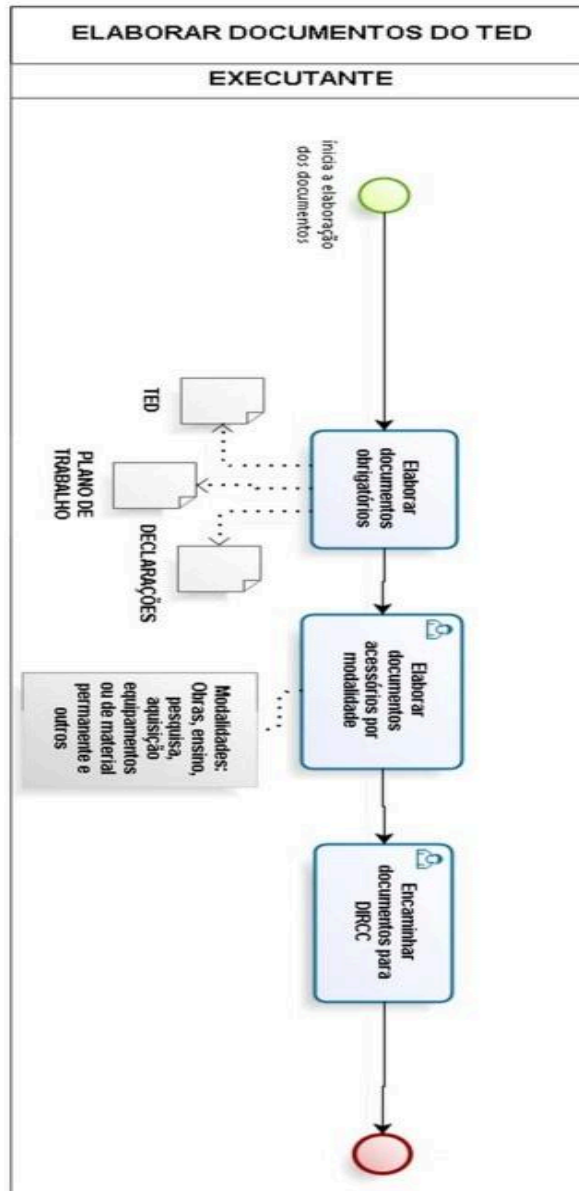 ELABORAR DOCUMENTOS DO TED
EXECUTANTE
inicia a elaboração
dos documentos
Elaborar
documentos
obrigatórios
TED
PLANO DE
TRABALHO
DECLARAÇÕES
Elaborar
documentos
acessórios por
modalidade
Modalidades:
Obras, ensino,
pesquisa,
aquisição
equipamentos
ou de material
permanente e
outros
Encaminhar
documentos para
DIRCC